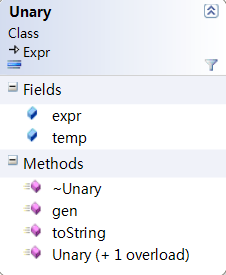 Unary
Class
Expr
Fields
expr
temp
Methods
~Unary
gen
toString
Unary (+ 1 overload)